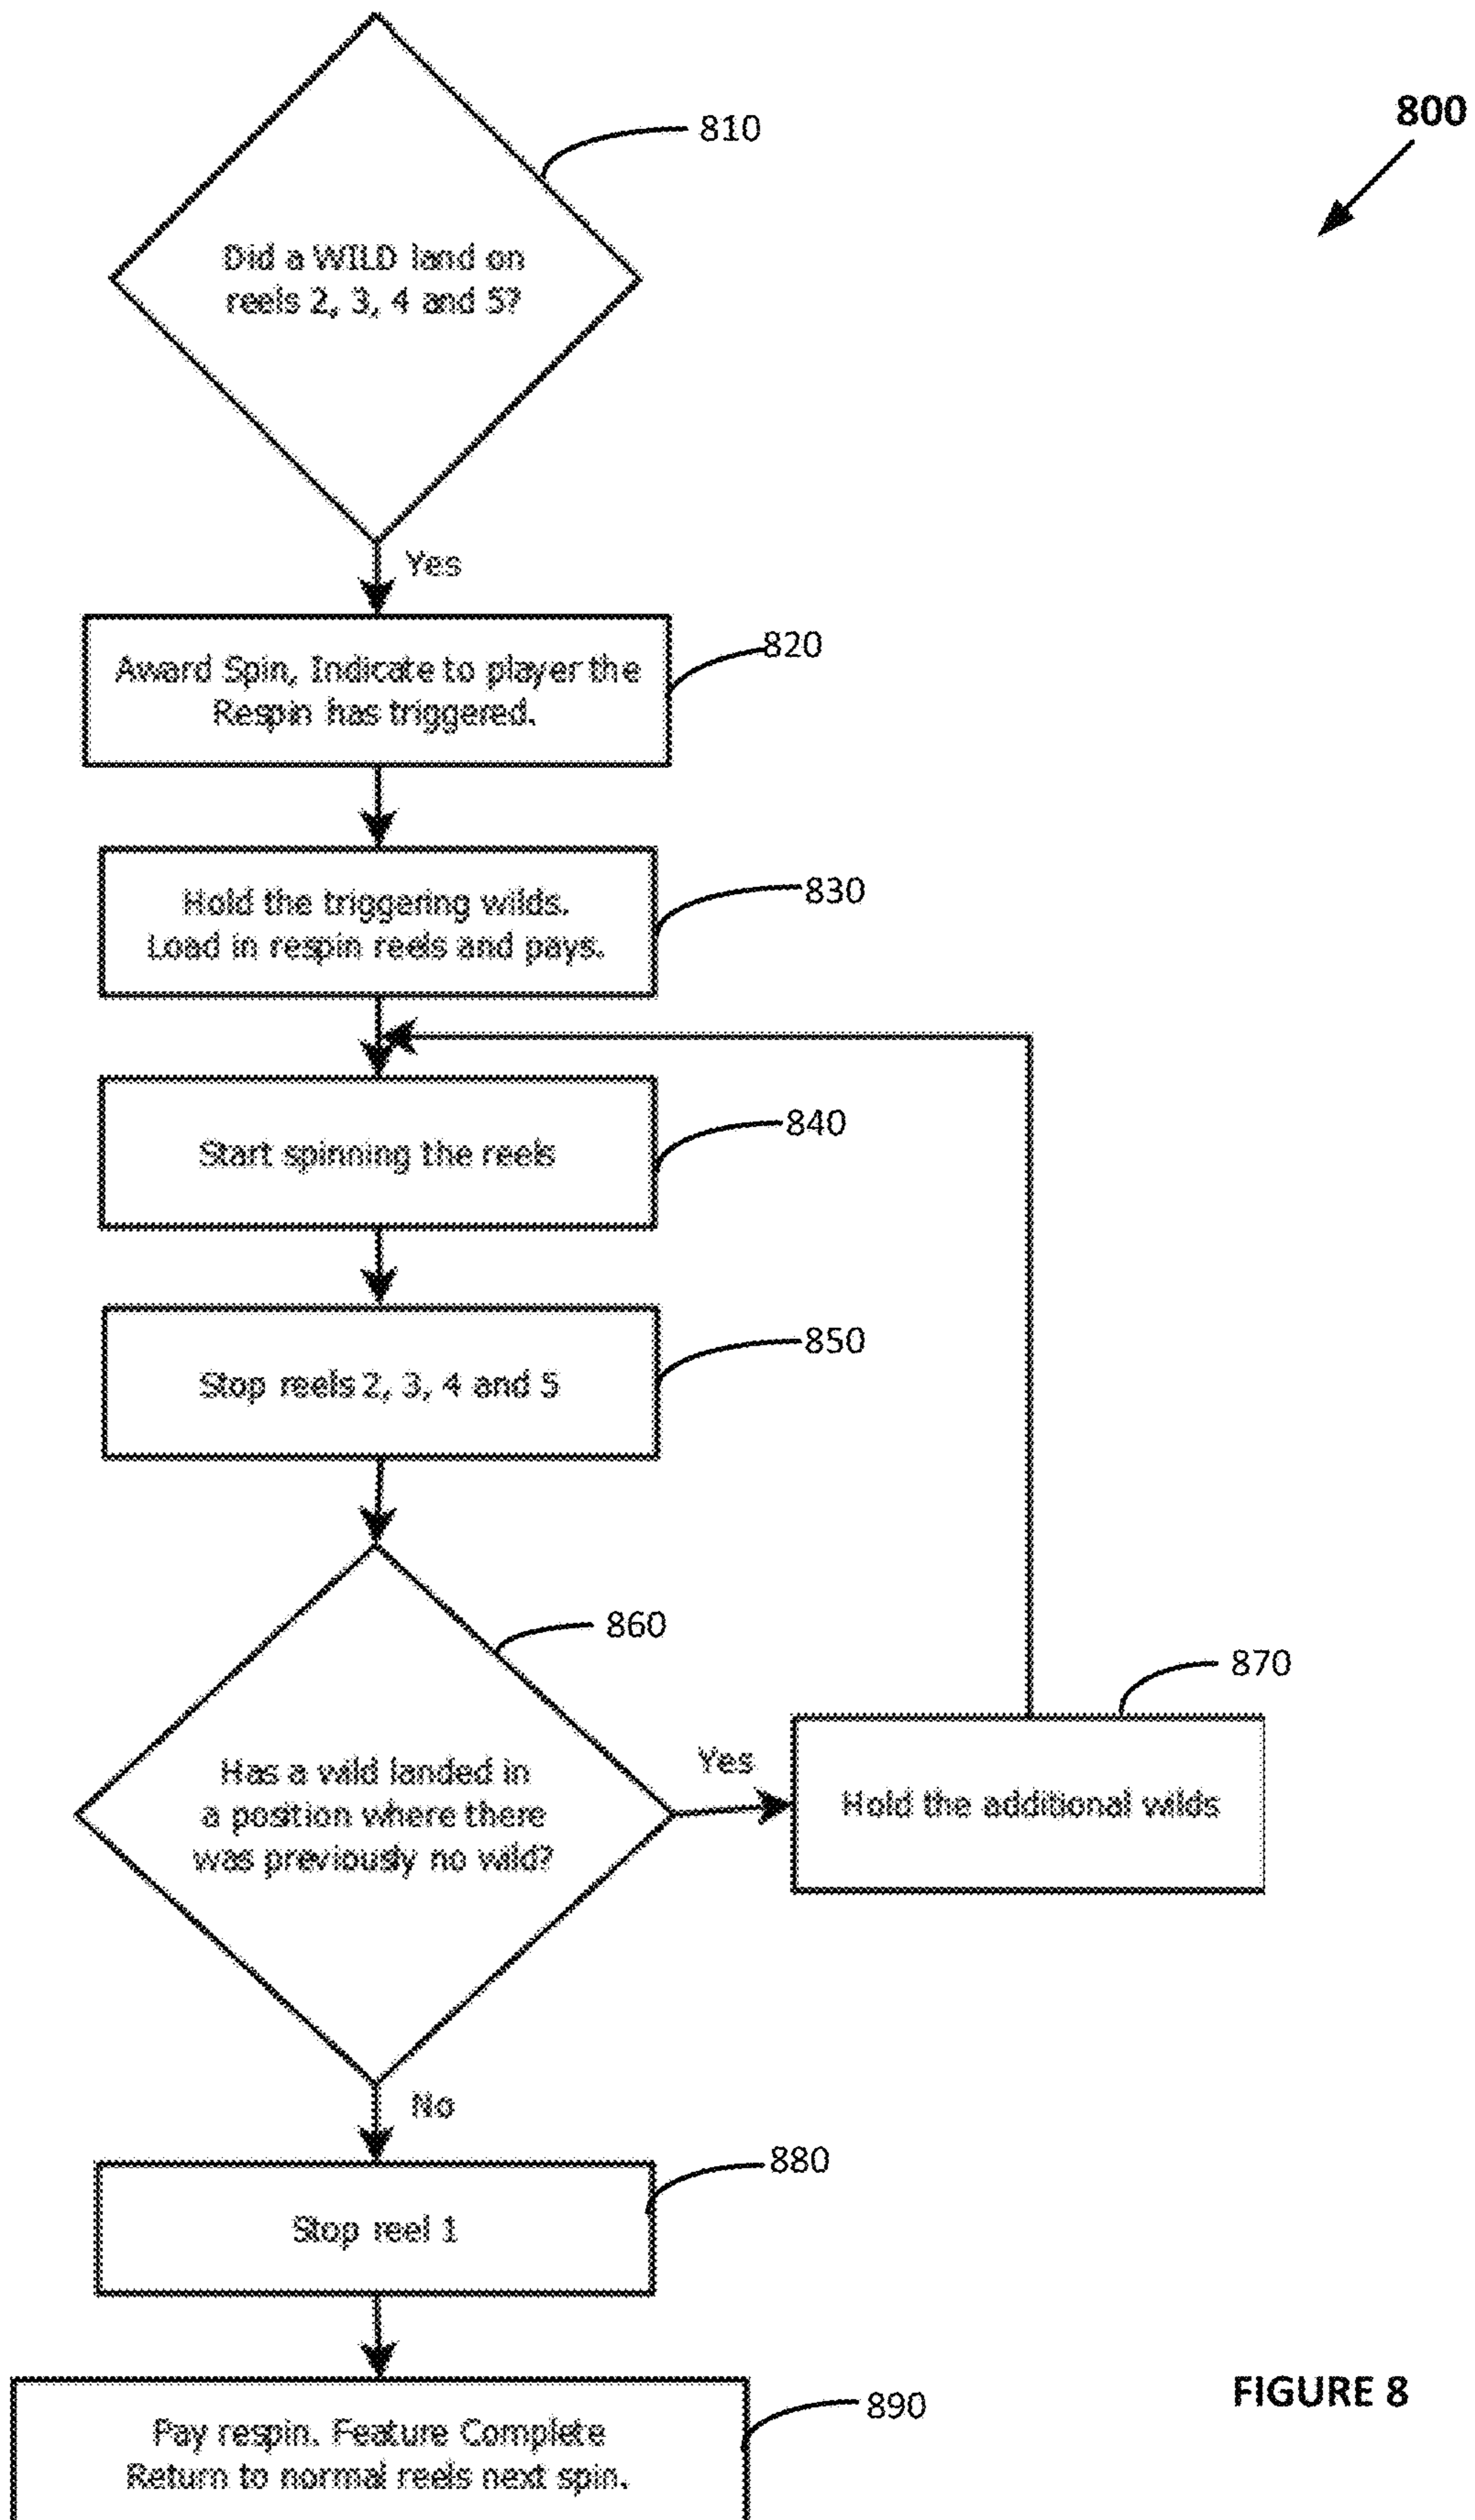 800
810
Did a WILD land on
reels 2, 3, 4 and 5?
Yes
820
Award Spin, Indicate to player the
Respin has triggered.
830
Hold the triggering wilds.
Load in respin reels and pays.
840
Start spinning the reels
850
Stop reels 2, 3, 4 and 5
860
Has a wild landed in
a position where there
was previously no wild?
Yes
870
Hold the additional wilds
No
880
Stop reel 1
890
Pay respin. Feature Complete
Return to normal reels next spin.
FIGURE 8